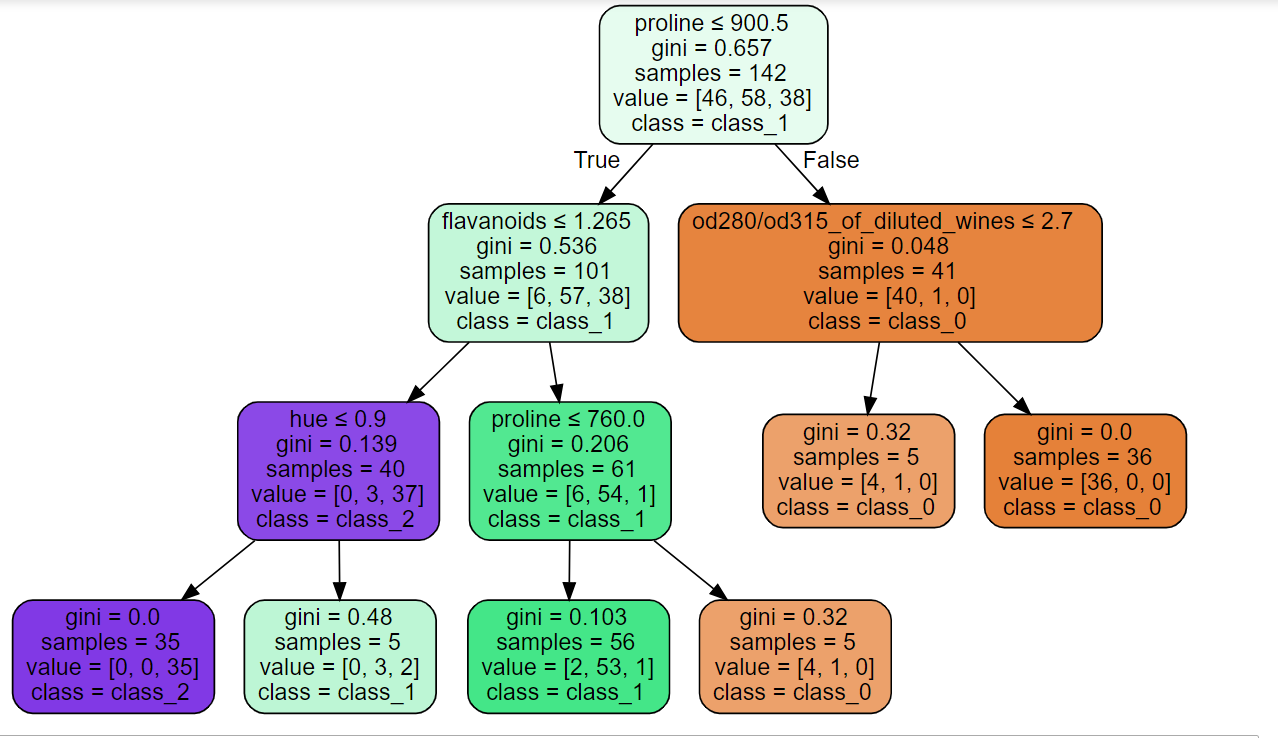 proline ≤ 900.5
gini = 0.657
samples = 142
value = [46, 58, 38]
class = class_1
True
False
flavanoids ≤ 1.265
gini = 0.536
samples = 101
value = [6, 57, 38]
class = class_1
od280/od315_of_diluted_wines ≤ 2.7
gini = 0.048
samples = 41
value = [40, 1, 0]
class = class_0
hue ≤ 0.9
gini = 0.139
samples = 40
value = [0, 3, 37]
class = class_2
proline ≤ 760.0
gini = 0.206
samples = 61
value = [6, 54, 1]
class = class_1
gini = 0.32
samples = 5
value = [4, 1, 0]
class = class_0
gini = 0.0
samples = 36
value = [36, 0, 0]
class = class_0
gini = 0.0
samples = 35
value = [0, 0, 35]
class = class_2
gini = 0.48
samples = 5
value = [0, 3, 2]
class = class_1
gini = 0.103
samples = 56
value = [2, 53, 1]
class = class_1
gini = 0.32
samples = 5
value = [4, 1, 0]
class = class_0